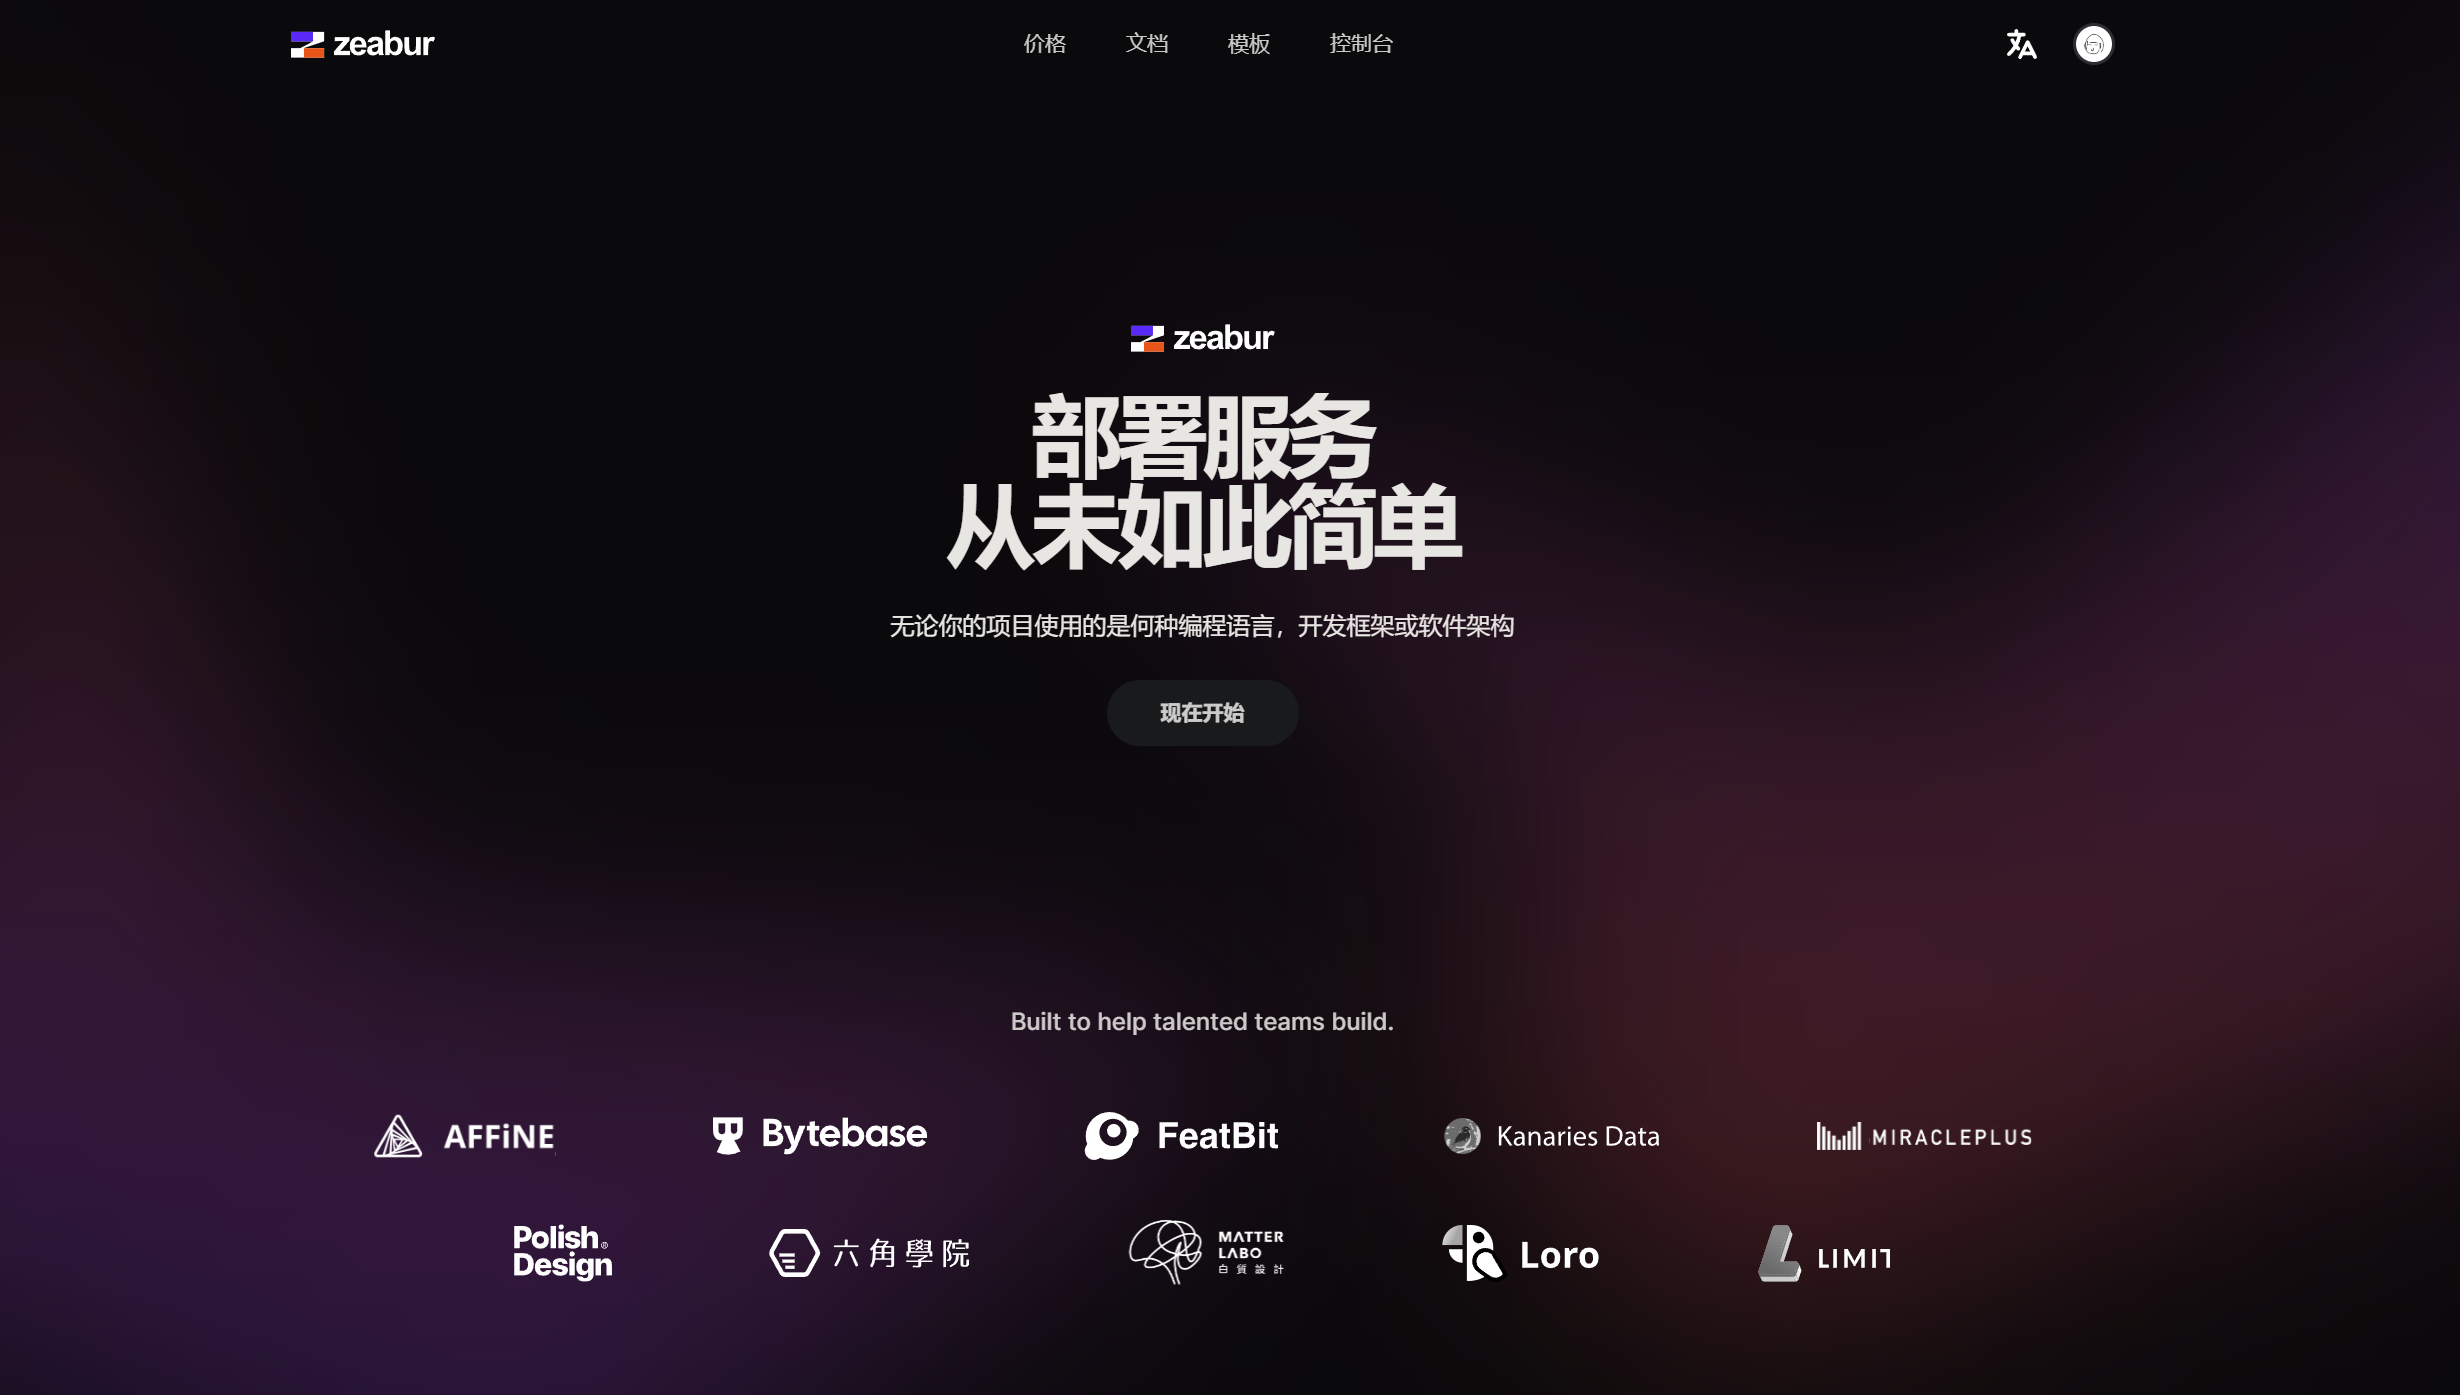 zeabur
价格
文档
模板
控制台
zeabur
部署服务
从未如此简单
无论你的项目使用的是何种编程语言，开发框架或软件架构
现在开始
Built to help talented teams build.
AFFiNE
Bytebase
FeatBit
Kanaries Data
MIRACLEPLUS
Polish
Design
六角學院
MATTER
LABO
白質設計
Loro
LIMIT